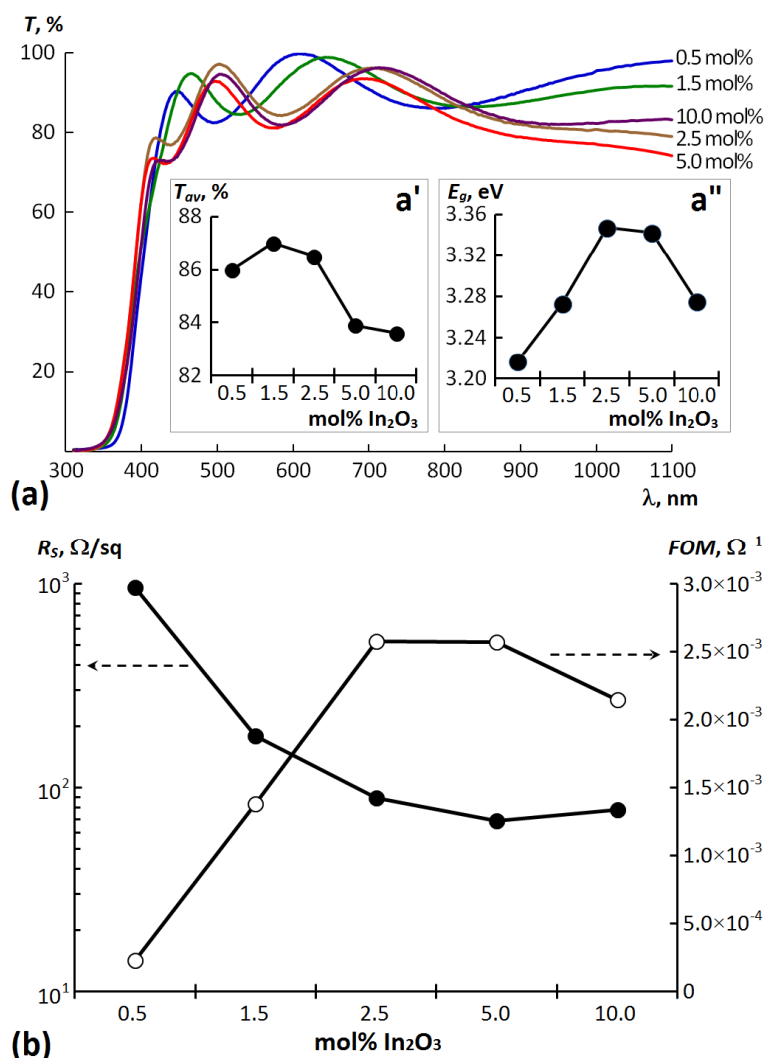 T, %
100
80
60
40
20
0.5 mol%
1.5 mol%
10.0 mol%
2.5 mol%
5.0 mol%
Tav, %
a'
88
86
84
82
0.5 1.5 2.5 5.0 10.0
mol% In₂O₃
Eg, eV
a"
3.36
3.32
3.28
3.24
3.20
0.5 1.5 2.5 5.0 10.0
mol% In₂O₃
300 400 500 600 700 800 900 1000 1100
λ, nm
(a)
RS, Ω/sq
FOM, Ω ¹
10³
10²
10¹
3.0×10⁻³
2.5×10⁻³
2.0×10⁻³
1.5×10⁻³
1.0×10⁻³
5.0×10⁻⁴
0
0.5 1.5 2.5 5.0 10.0
mol% In₂O₃
(b)